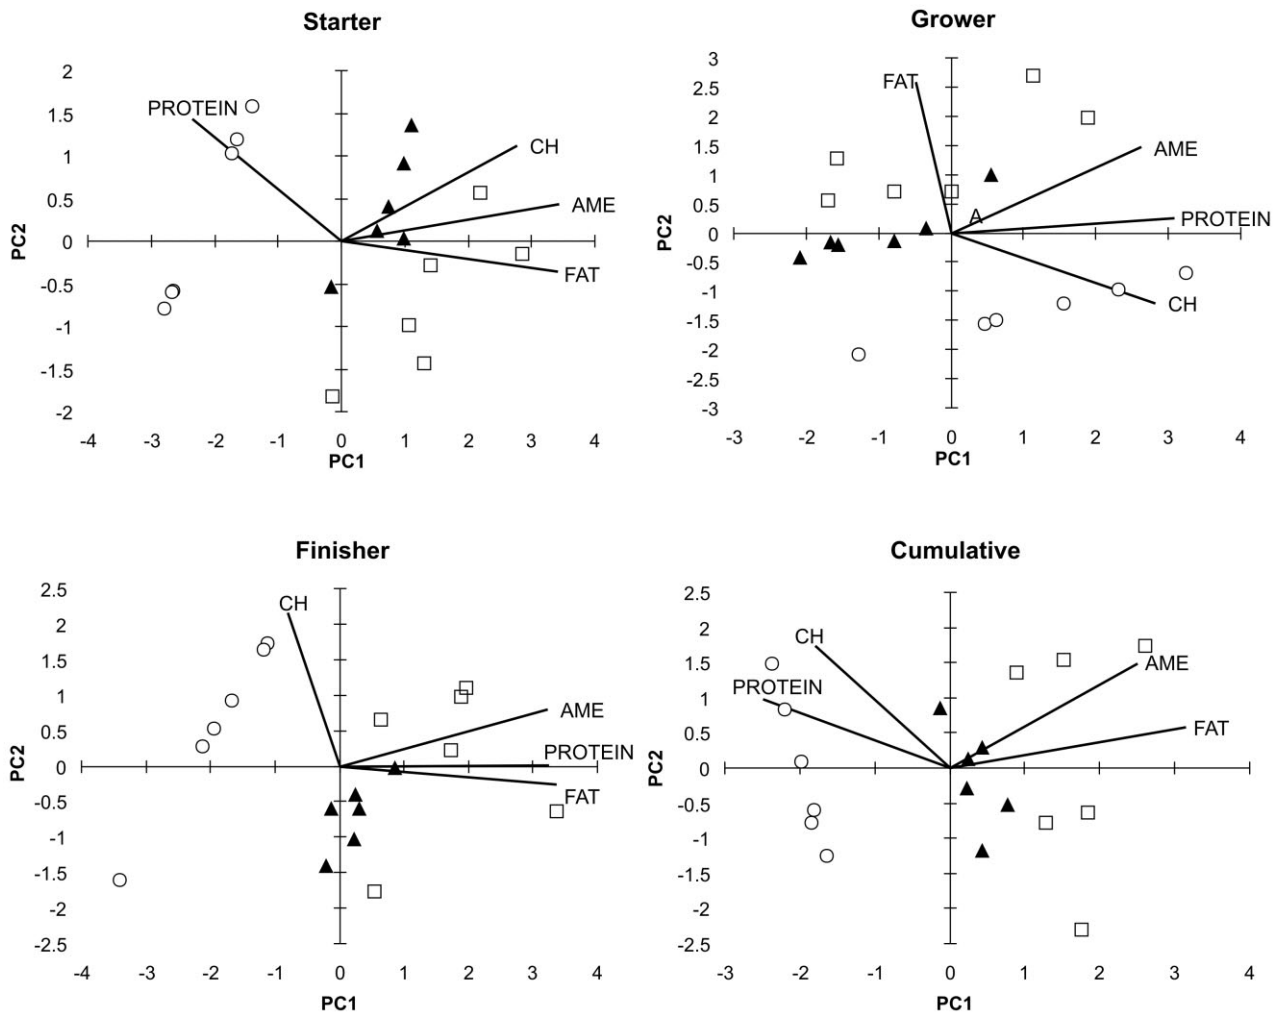 Starter
2
1.5
1
0.5
0
-0.5
-1
-1.5
-2
-4 -3 -2 -1 0 1 2 3 4
PC2
PC1
PROTEIN
CH
AME
FAT
Grower
3
2.5
2
1.5
1
0.5
0
-0.5
-1
-1.5
-2
-2.5
-3
-3 -2 -1 0 1 2 3 4
PC2
PC1
FAT
AME
A
PROTEIN
CH
Finisher
2.5
2
1.5
1
0.5
0
-0.5
-1
-1.5
-2
-2.5
-4 -3 -2 -1 0 1 2 3 4
PC2
PC1
CH
AME
PROTEIN
FAT
Cumulative
2.5
2
1.5
1
0.5
0
-0.5
-1
-1.5
-2
-2.5
-3 -2 -1 0 1 2 3 4
PC2
PC1
CH
PROTEIN
AME
FAT